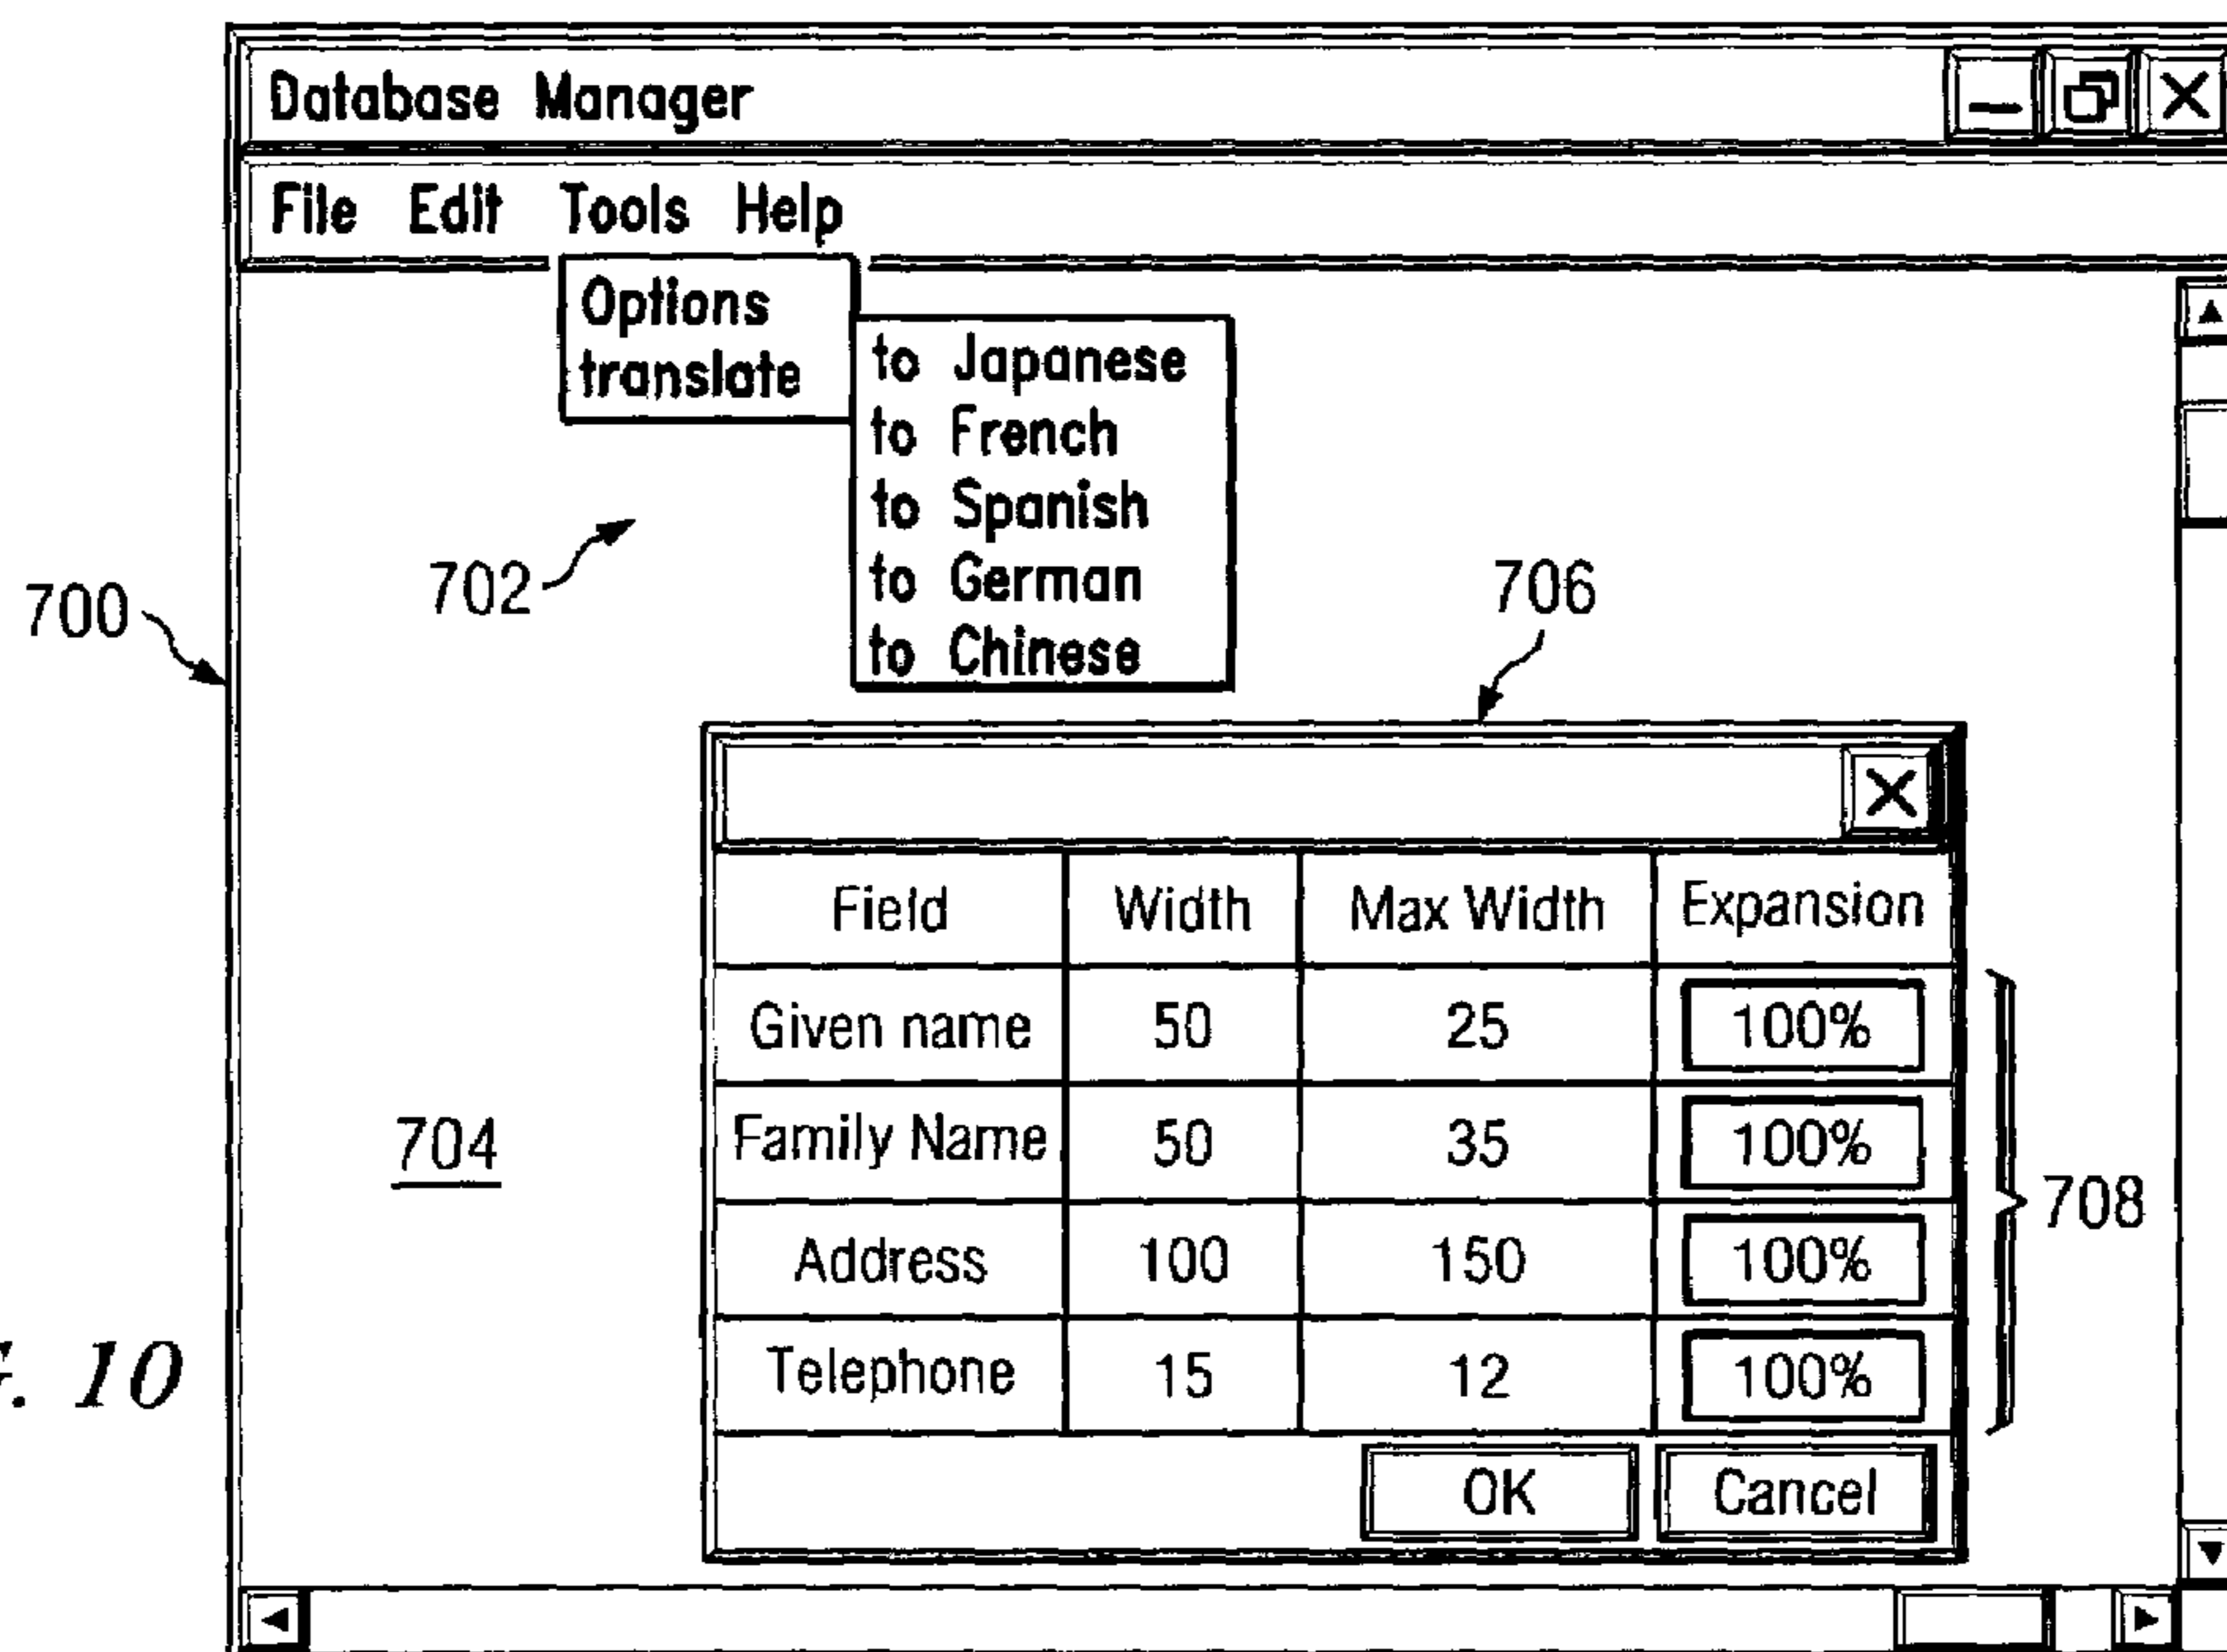 Database Manager
File Edit Tools Help
Options
translate
to Japanese
to French
to Spanish
to German
to Chinese
700
702
706
Field Width Max Width Expansion
Given name 50 25 100%
Family Name 50 35 100%
704
Address 100 150 100%
708
Telephone 15 12 100%
OK Cancel
. 10